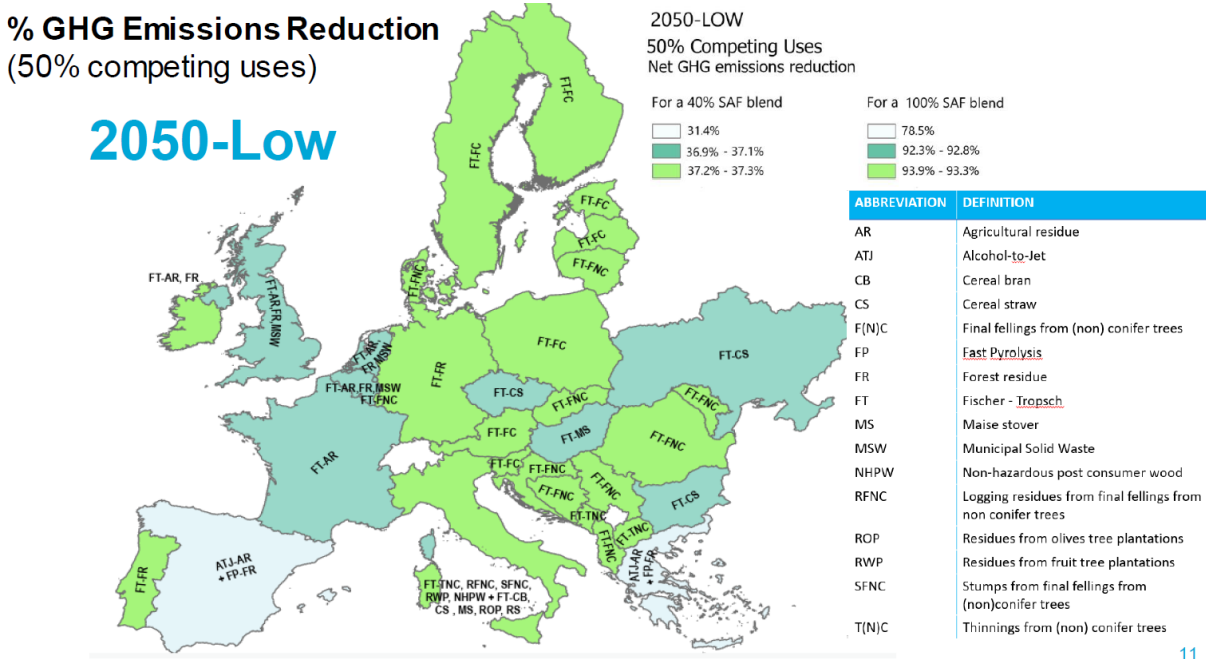 % GHG Emissions Reduction
(50% competing uses)
2050-Low
2050-LOW
50% Competing Uses
Net GHG emissions reduction
For a 40% SAF blend
31.4%
36.9% - 37.1%
37.2% - 37.3%
For a 100% SAF blend
78.5%
92.3% - 92.8%
93.9% - 93.3%
FT-FC
FT-FC
FT-FC
FT-FC
FT-FNC
FT-FNC
FT-AR, FR
FT-AR,FR,MSW
FT-AR,
FR,MSW
FT-AR,FR,MSW
FT-FNC
FT-FR
FT-FC
FT-CS
FT-CS
FT-FNC
FT-FNC
FT-FC
FT-MS
FT-FNC
FT-AR
FT-FC
FT-FNC
FT-FNC
FT-FNC
FT-CS
FT-TNC
FT-TNC
FT-FNC
ATJ-AR
+ FP-FR
ATJ-AR
+ FP-FR
FT-FR
FT-TNC, RFNC, SFNC,
RWP, NHPW + FT-CB,
CS , MS, ROP, RS
ABBREVIATION DEFINITION
AR Agricultural residue
ATJ Alcohol-to-Jet
CB Cereal bran
CS Cereal straw
F(N)C Final fellings from (non) conifer trees
FP Fast Pyrolysis
FR Forest residue
FT Fischer - Tropsch
MS Maise stover
MSW Municipal Solid Waste
NHPW Non-hazardous post consumer wood
RFNC Logging residues from final fellings from
non conifer trees
ROP Residues from olives tree plantations
RWP Residues from fruit tree plantations
SFNC Stumps from final fellings from
(non)conifer trees
T(N)C Thinnings from (non) conifer trees
11